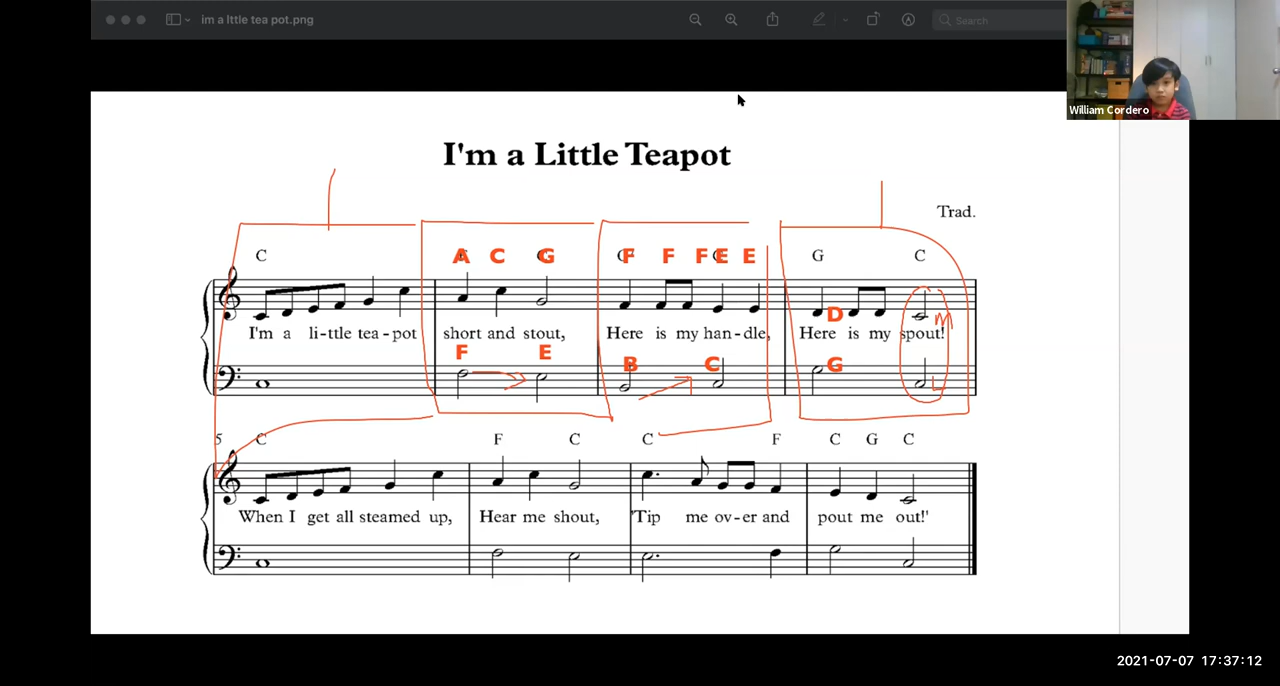 im a lttle tea pot.png
Search
William Cordero
I'm a Little Teapot
Trad.
C A C G F F F E E G C
I'm a li-ttle tea-pot short and stout, Here is my han-dle, Here is my spout!
D
F E B C G
M
L
5 C F C C F C G C
When I get all steamed up, Hear me shout, 'Tip me ov-er and pout me out!'
2021-07-07 17:37:12